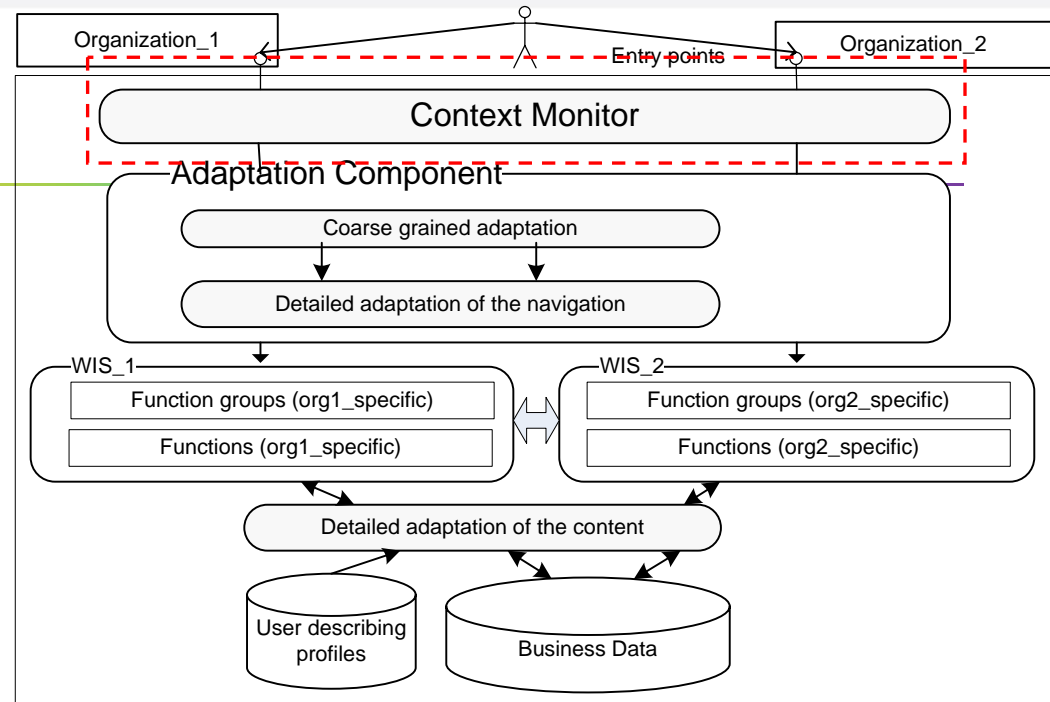 Organization_1
Organization_2
Entry points
Context Monitor
Adaptation Component
Coarse grained adaptation
Detailed adaptation of the navigation
WIS_1
WIS_2
Function groups (org1_specific)
Function groups (org2_specific)
Functions (org1_specific)
Functions (org2_specific)
Detailed adaptation of the content
User describing
profiles
Business Data